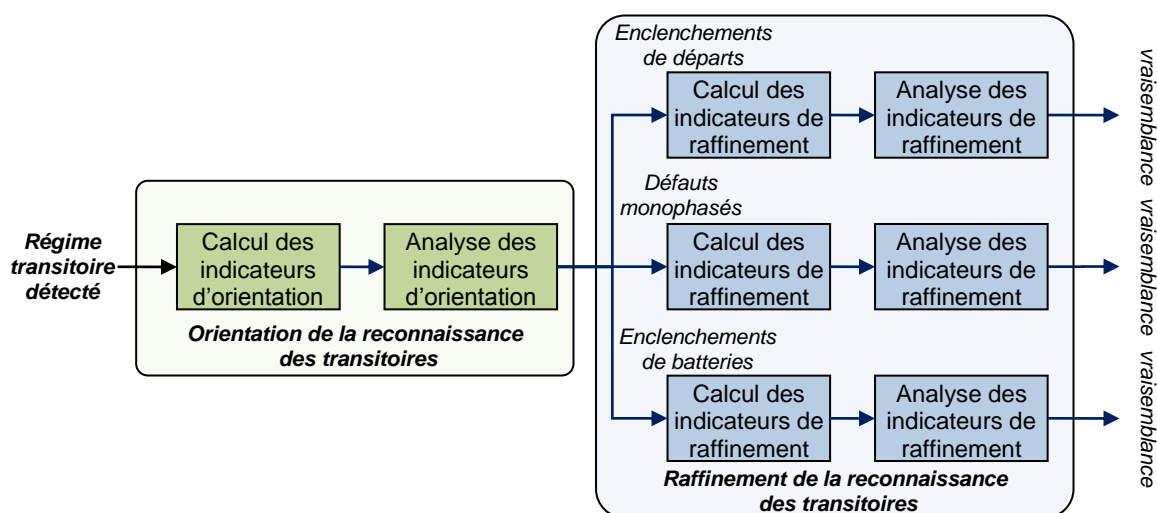 Régime
transitoire
détecté
Calcul des
indicateurs
d'orientation
Analyse des
indicateurs
d'orientation
Orientation de la reconnaissance
des transitoires
Enclenchements
de départs
Calcul des
indicateurs de
raffinement
Analyse des
indicateurs de
raffinement
vraisemblance
Défauts
monophasés
Calcul des
indicateurs de
raffinement
Analyse des
indicateurs de
raffinement
vraisemblance
Enclenchements
de batteries
Calcul des
indicateurs de
raffinement
Analyse des
indicateurs de
raffinement
vraisemblance
Raffinement de la reconnaissance
des transitoires